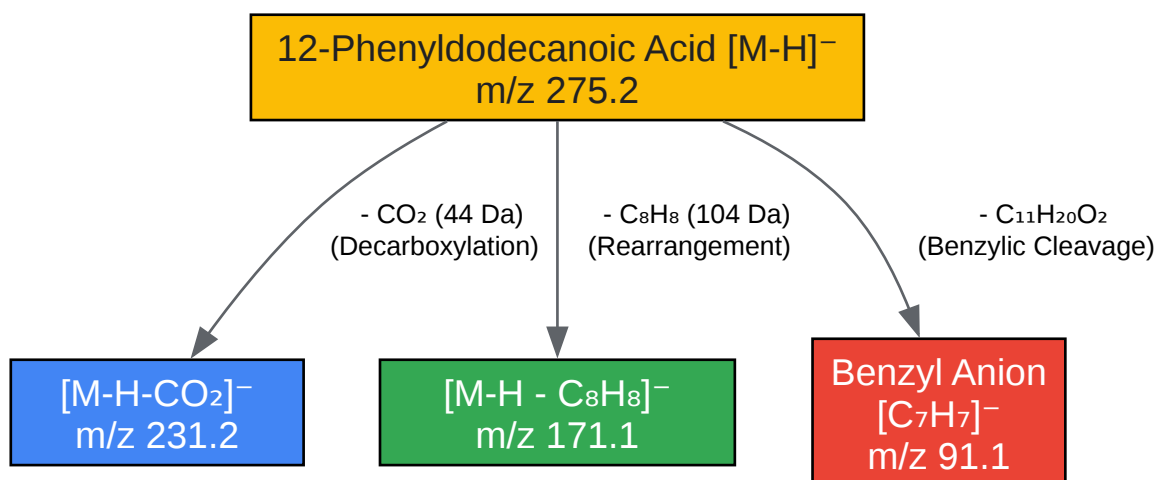 12-Phenyldodecanoic Acid [M-H]⁻
m/z 275.2
- CO₂ (44 Da)
(Decarboxylation)
- C₈H₈ (104 Da)
(Rearrangement)
- C₁₁H₂₀O₂
(Benzylic Cleavage)
[M-H-CO₂]⁻
m/z 231.2
[M-H - C₈H₈]⁻
m/z 171.1
Benzyl Anion
[C₇H₇]⁻
m/z 91.1